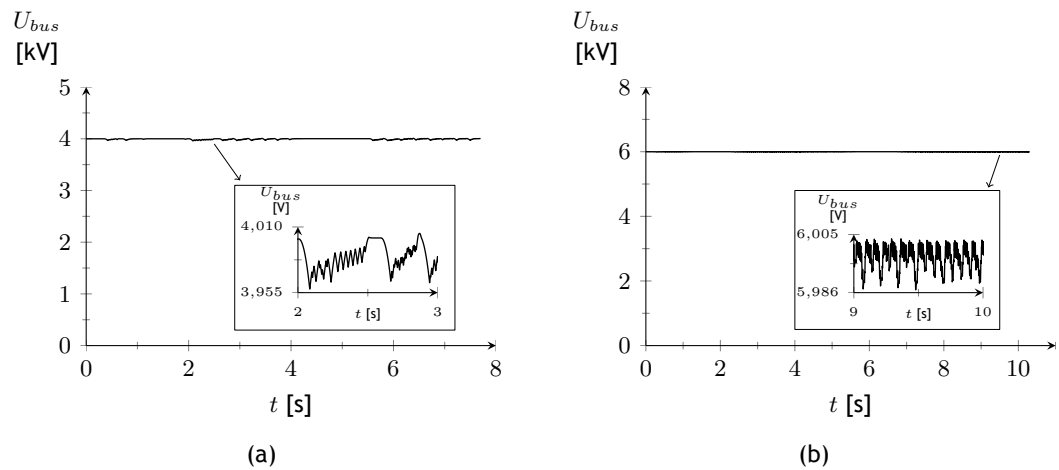 U_bus
[kV]
5
4
3
2
1
0
0 2 4 6 8
t [s]
U_bus
[V]
4,010
3,955
2 3
t [s]
(a)
U_bus
[kV]
8
6
4
2
0
0 2 4 6 8 10
t [s]
U_bus
[V]
6,005
5,986
9 10
t [s]
(b)